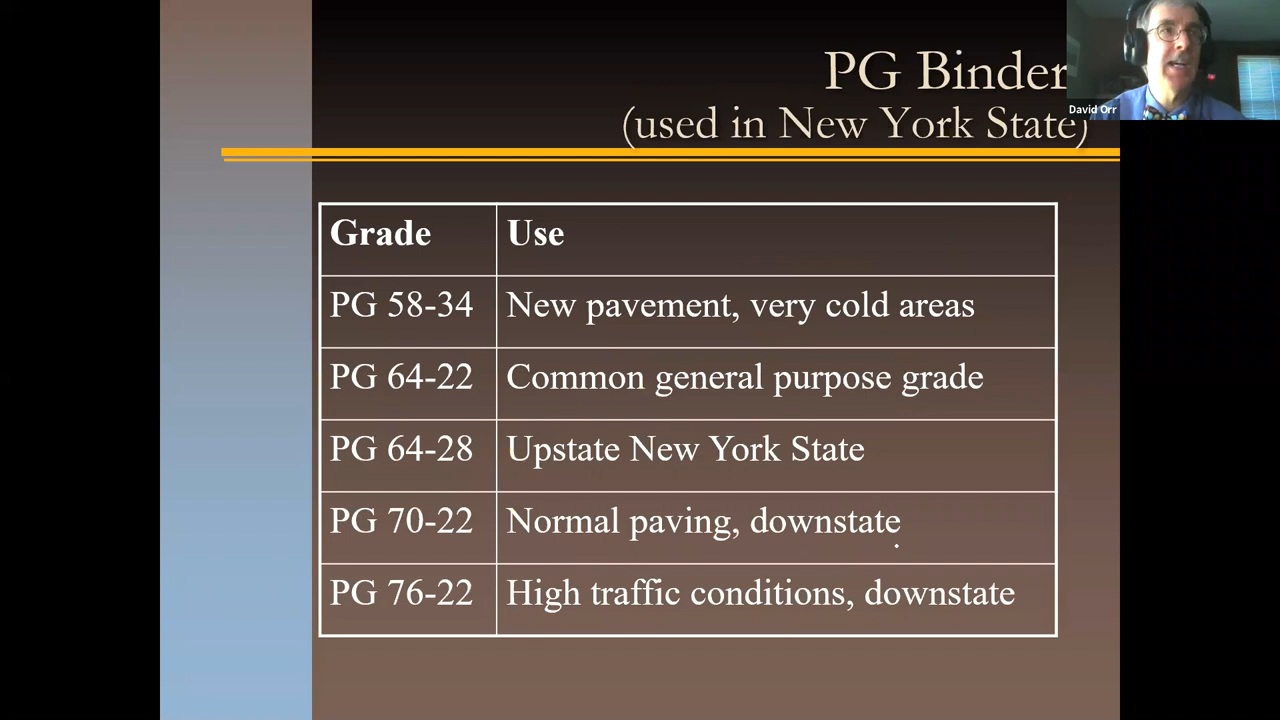 PG Binder
(used in New York State)
David Orr
Grade Use
PG 58-34 New pavement, very cold areas
PG 64-22 Common general purpose grade
PG 64-28 Upstate New York State
PG 70-22 Normal paving, downstate
PG 76-22 High traffic conditions, downstate